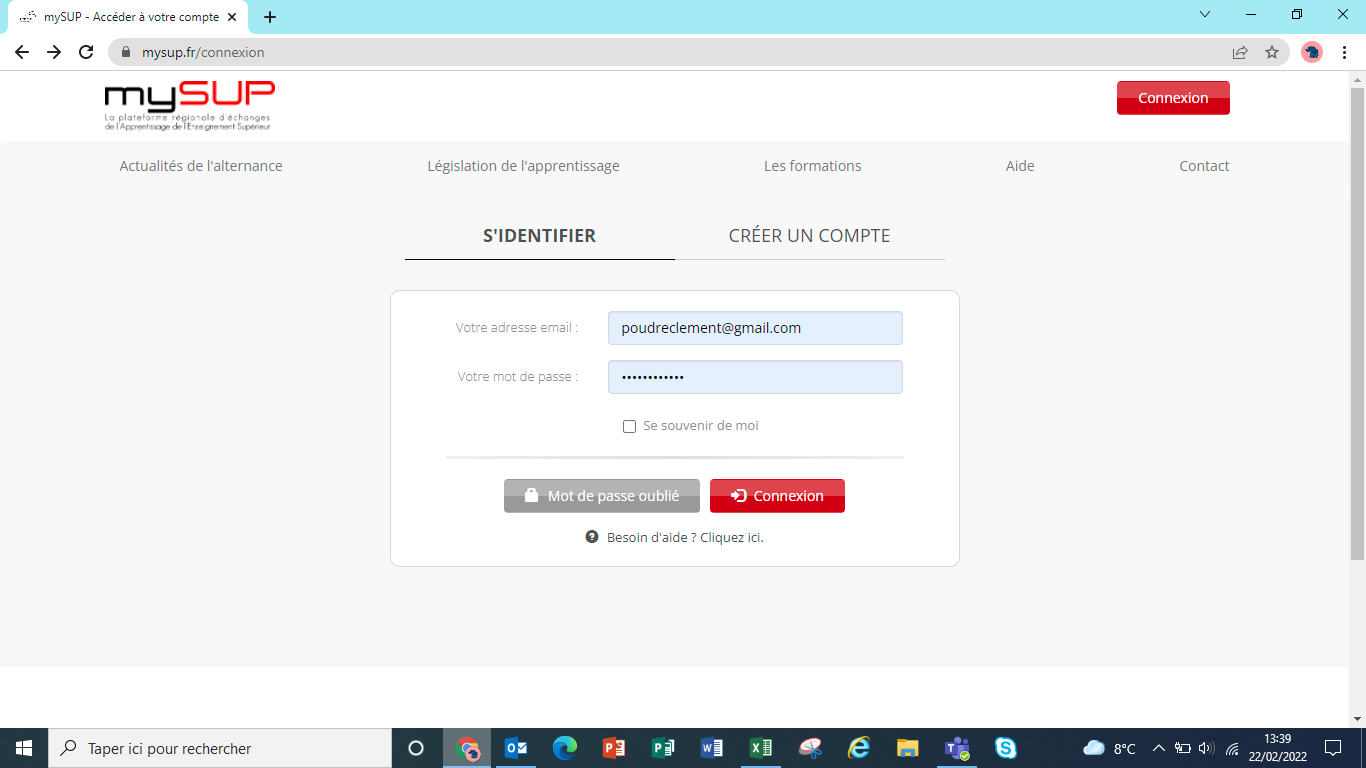 mySUP - Accéder à votre compte
mysup.fr/connexion
mySUP
La plateforme régionale d'échanges
de l'Apprentissage de l'Enseignement Supérieur
Connexion
Actualités de l'alternance
Législation de l'apprentissage
Les formations
Aide
Contact
S'IDENTIFIER
CRÉER UN COMPTE
Votre adresse email :
poudreclement@gmail.com
Votre mot de passe :
••••••••••••
Se souvenir de moi
Mot de passe oublié
Connexion
Besoin d'aide ? Cliquez ici.
Taper ici pour rechercher
8°C
13:39
22/02/2022